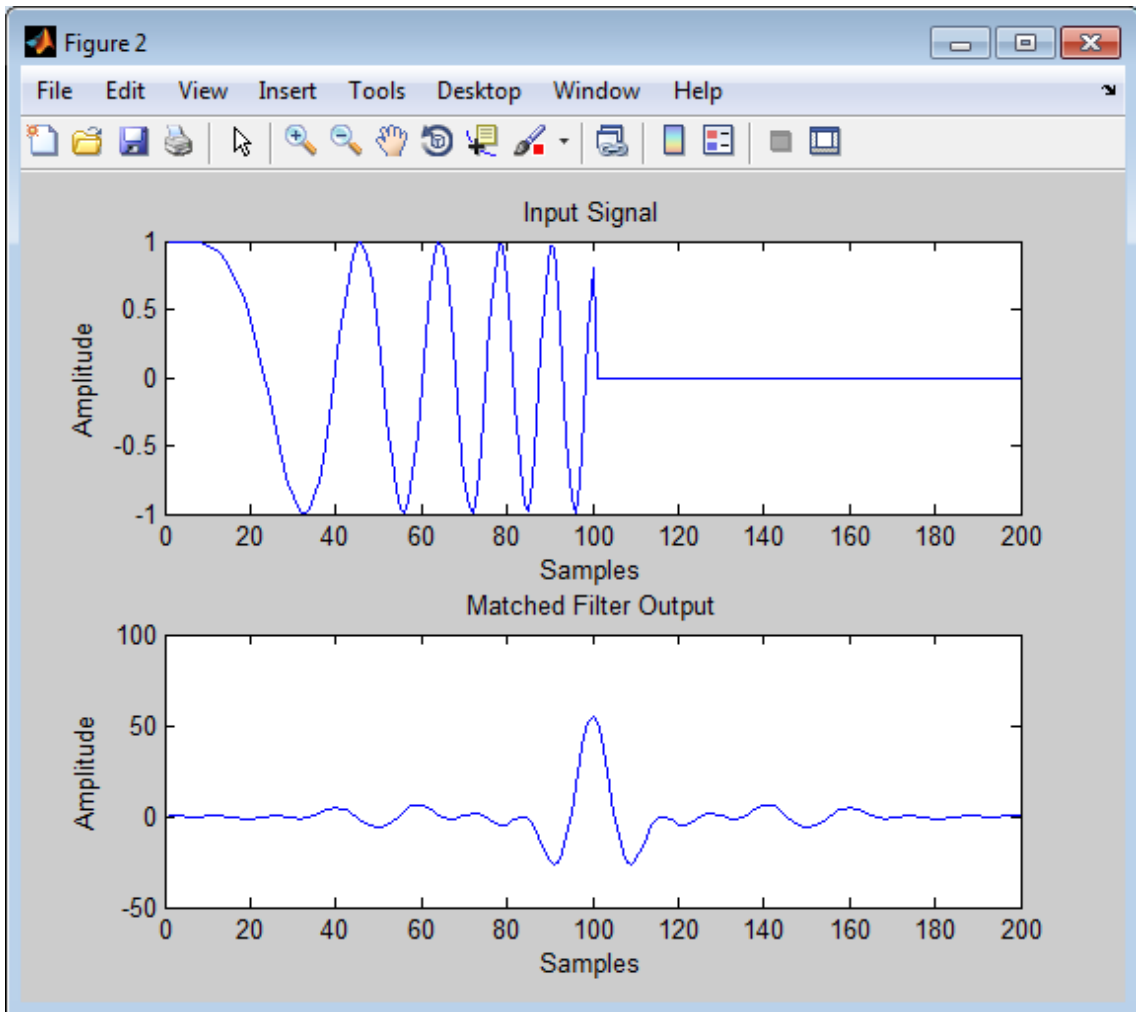 Figure 2
File Edit View Insert Tools Desktop Window Help
Input Signal
1
0.5
0
-0.5
-1
Amplitude
0 20 40 60 80 100 120 140 160 180 200
Samples
Matched Filter Output
100
50
0
-50
Amplitude
0 20 40 60 80 100 120 140 160 180 200
Samples